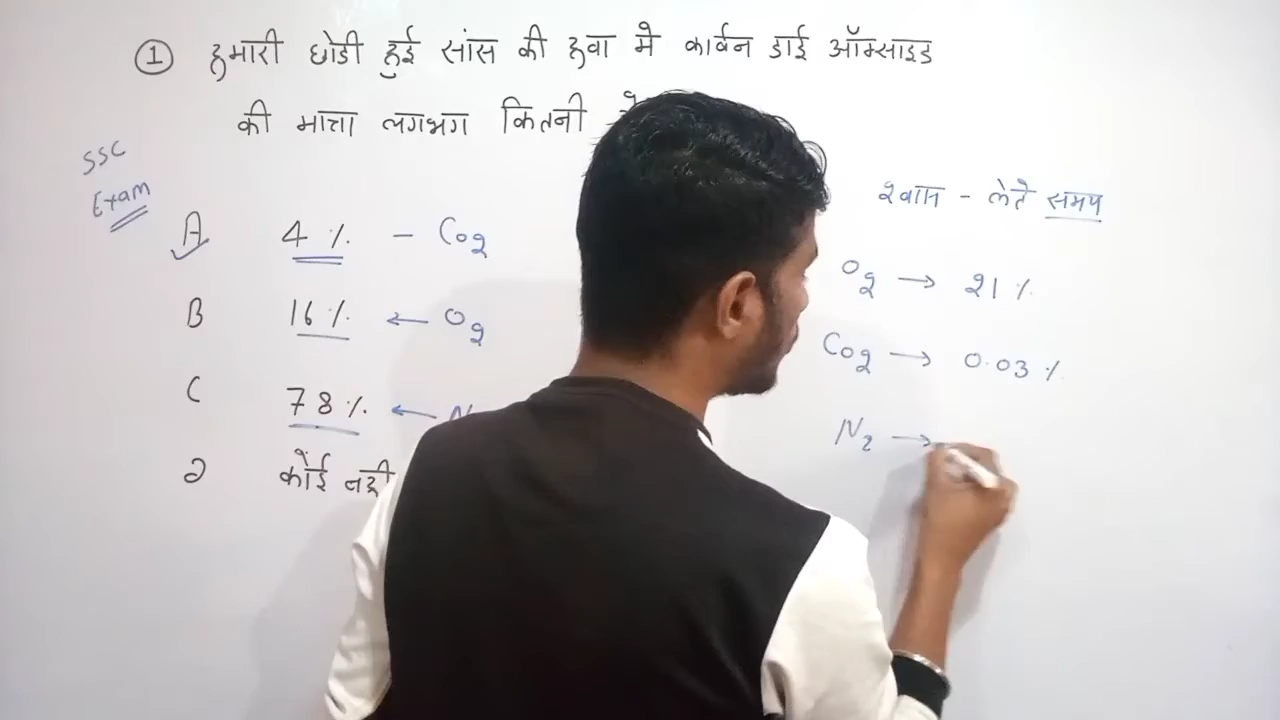 ① हमारी छोडी हुई सांस की हवा मे कार्बन डाई ऑक्साइड
की मात्रा लगभग कितनी
SSC
Exam
A 4 % - Co2
B 16 % ← O2
C 78 % ← N
D कोई नही
श्वास - लेते समय
O2 → 21 %
Co2 → 0.03 %
N2 →